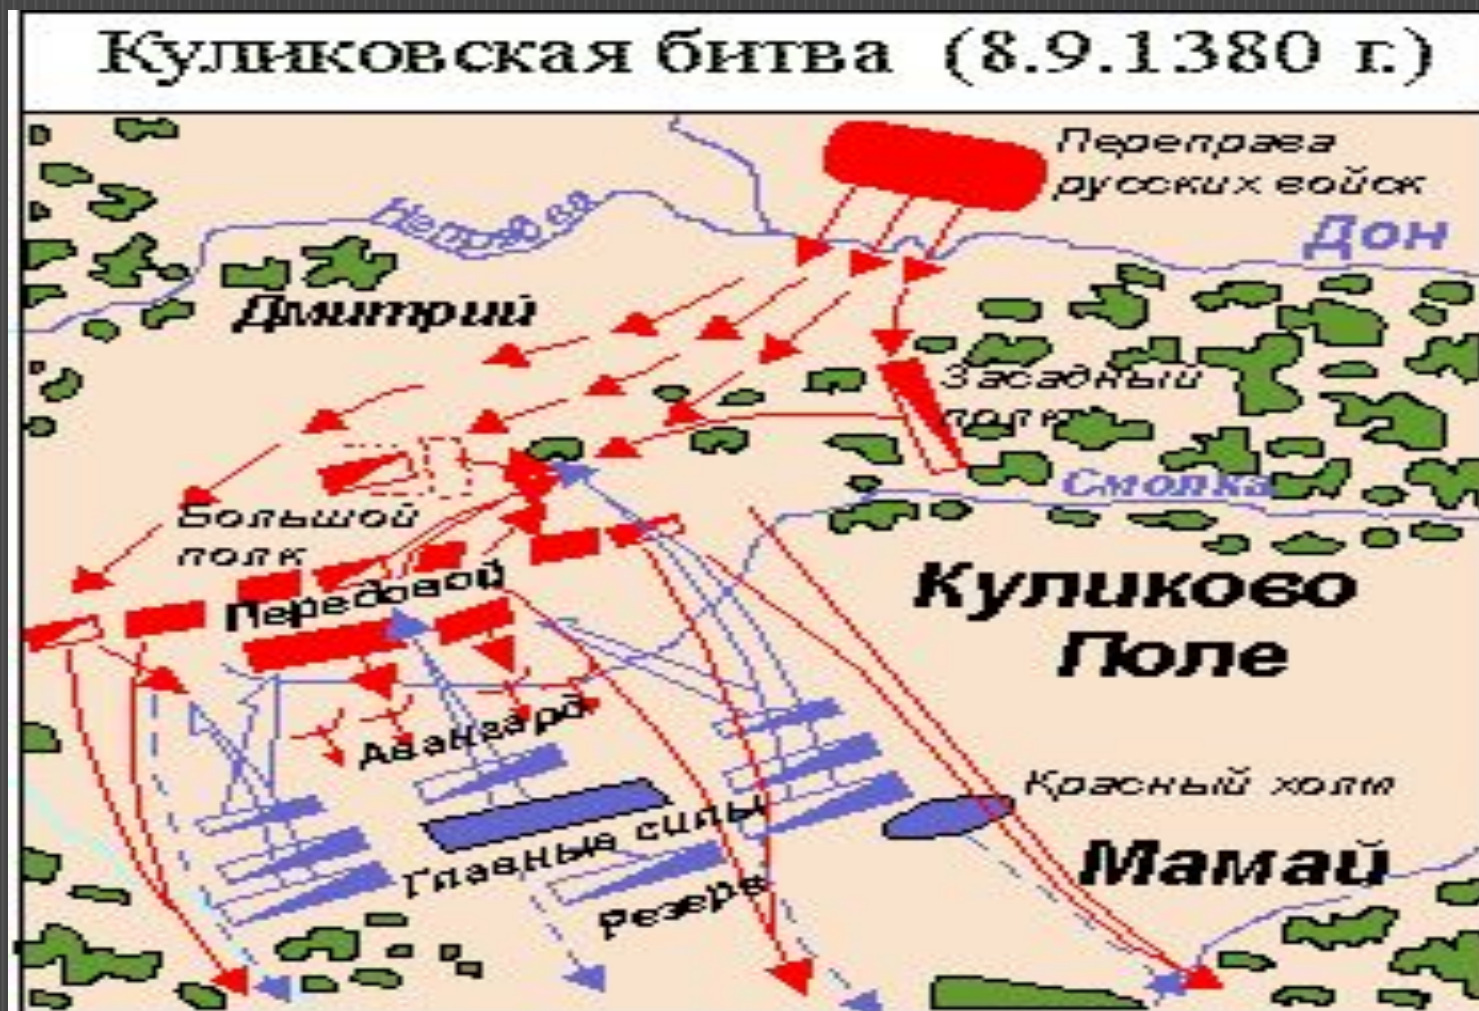 Куликовская битва (8.9.1380 г.)
Переправа
русских войск
Непрядва
Дон
Дмитрий
Засадный
полк
Смолка
Большой
полк
Передовой
Куликово
Поле
Авангард
Красный холм
Главные силы
Мамай
Резерв